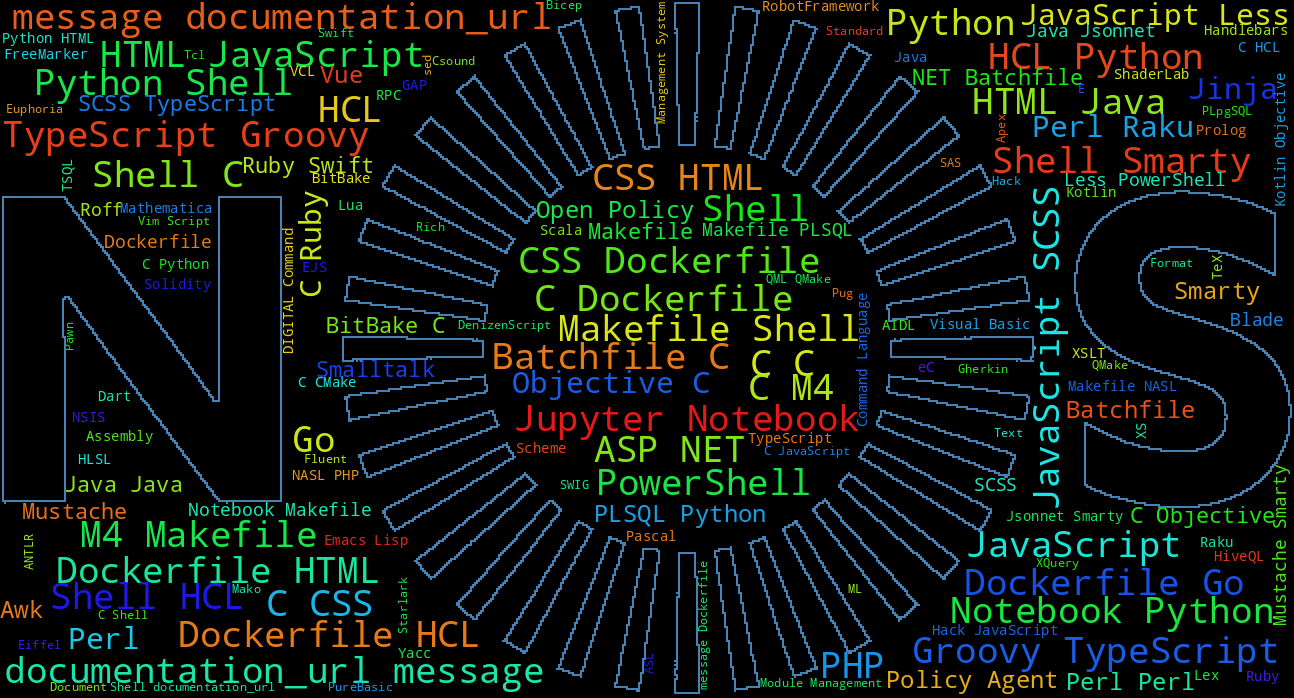 message documentation_url
Bicep
RobotFramework
JavaScript Less
Python
Standard
Java Jsonnet
Handlebars
Python HTML
Swift
FreeMarker
HTML JavaScript
Tcl
Csound
sed
Management System
Java
HCL Python
C HCL
Python Shell
VCL
Vue
GAP
RPC
NET Batchfile
ShaderLab
E
Jinja
SCSS TypeScript
Euphoria
HCL
HTML Java
PLpgSQL
TypeScript Groovy
Apex
Perl Raku
Prolog
Kotlin Objective
SAS
Shell Smarty
TSQL
Shell C
Ruby Swift
BitBake
CSS HTML
Hack
Less PowerShell
Kotlin
Roff
Mathematica
Vim Script
Lua
C Ruby
Open Policy
Shell
Rich
Scala
Makefile
Makefile PLSQL
Dockerfile
C Python
EJS
CSS Dockerfile
JavaScript SCSS
Format
TeX
Solidity
DIGITAL Command
QML QMake
Pug
C Dockerfile
Smarty
Blade
Pawn
BitBake C
DenizenScript
Makefile Shell
Command Language
AIDL
Visual Basic
Batchfile C
C C
XSLT
QMake
Smalltalk
C CMake
Objective C
C M4
eC
Gherkin
Makefile NASL
Dart
NSIS
Jupyter Notebook
Batchfile
Assembly
Go
TypeScript
Text
XS
Scheme
ASP NET
C JavaScript
HLSL
Fluent
NASL PHP
Java Java
SWIG
PowerShell
SCSS
Mustache
Notebook Makefile
PLSQL Python
Jsonnet Smarty
C Objective
M4 Makefile
Emacs Lisp
Pascal
JavaScript
Raku
HiveQL
Mustache Smarty
ANTLR
XQuery
Dockerfile HTML
Dockerfile Go
Shell HCL
Mako
C CSS
Starlark
message Dockerfile
ML
Awk
C Shell
Notebook Python
Eiffel
Perl
Dockerfile HCL
Hack JavaScript
Yacc
ASL
Groovy TypeScript
documentation_url message
PHP
Document
Shell documentation_url
PureBasic
Module Management
Policy Agent
Perl Perl
Lex
Ruby